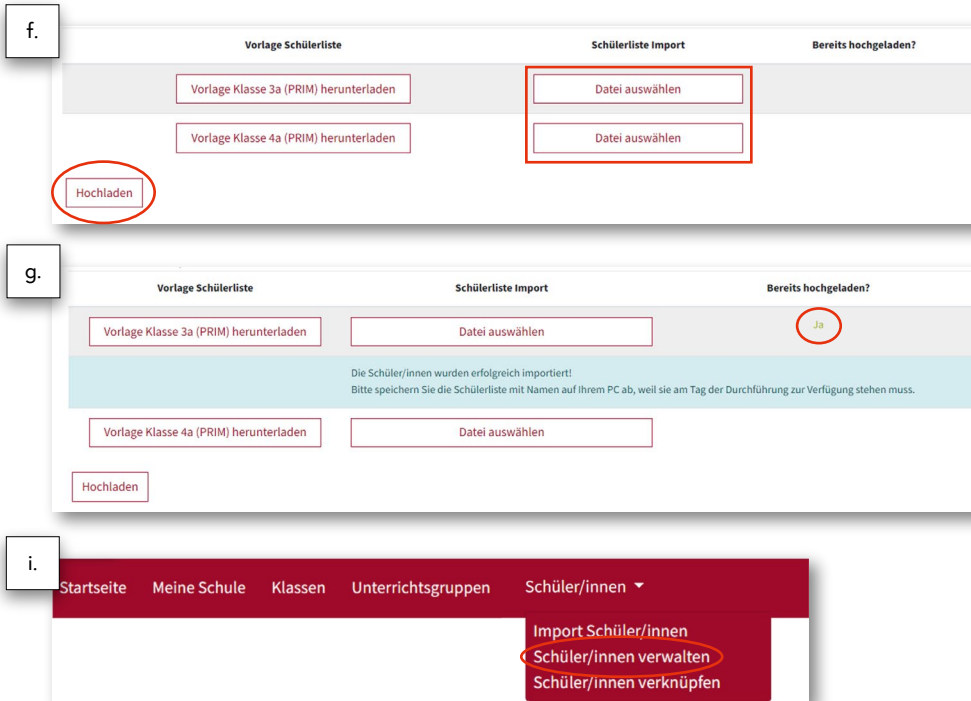 f.
Vorlage Schülerliste Schülerliste Import Bereits hochgeladen?
Vorlage Klasse 3a (PRIM) herunterladen Datei auswählen
Vorlage Klasse 4a (PRIM) herunterladen Datei auswählen
Hochladen
g.
Vorlage Schülerliste Schülerliste Import Bereits hochgeladen?
Vorlage Klasse 3a (PRIM) herunterladen Datei auswählen Ja
Die Schüler/innen wurden erfolgreich importiert!
Bitte speichern Sie die Schülerliste mit Namen auf Ihrem PC ab, weil sie am Tag der Durchführung zur Verfügung stehen muss.
Vorlage Klasse 4a (PRIM) herunterladen Datei auswählen
Hochladen
i.
Startseite Meine Schule Klassen Unterrichtsgruppen Schüler/innen
Import Schüler/innen
Schüler/innen verwalten
Schüler/innen verknüpfen